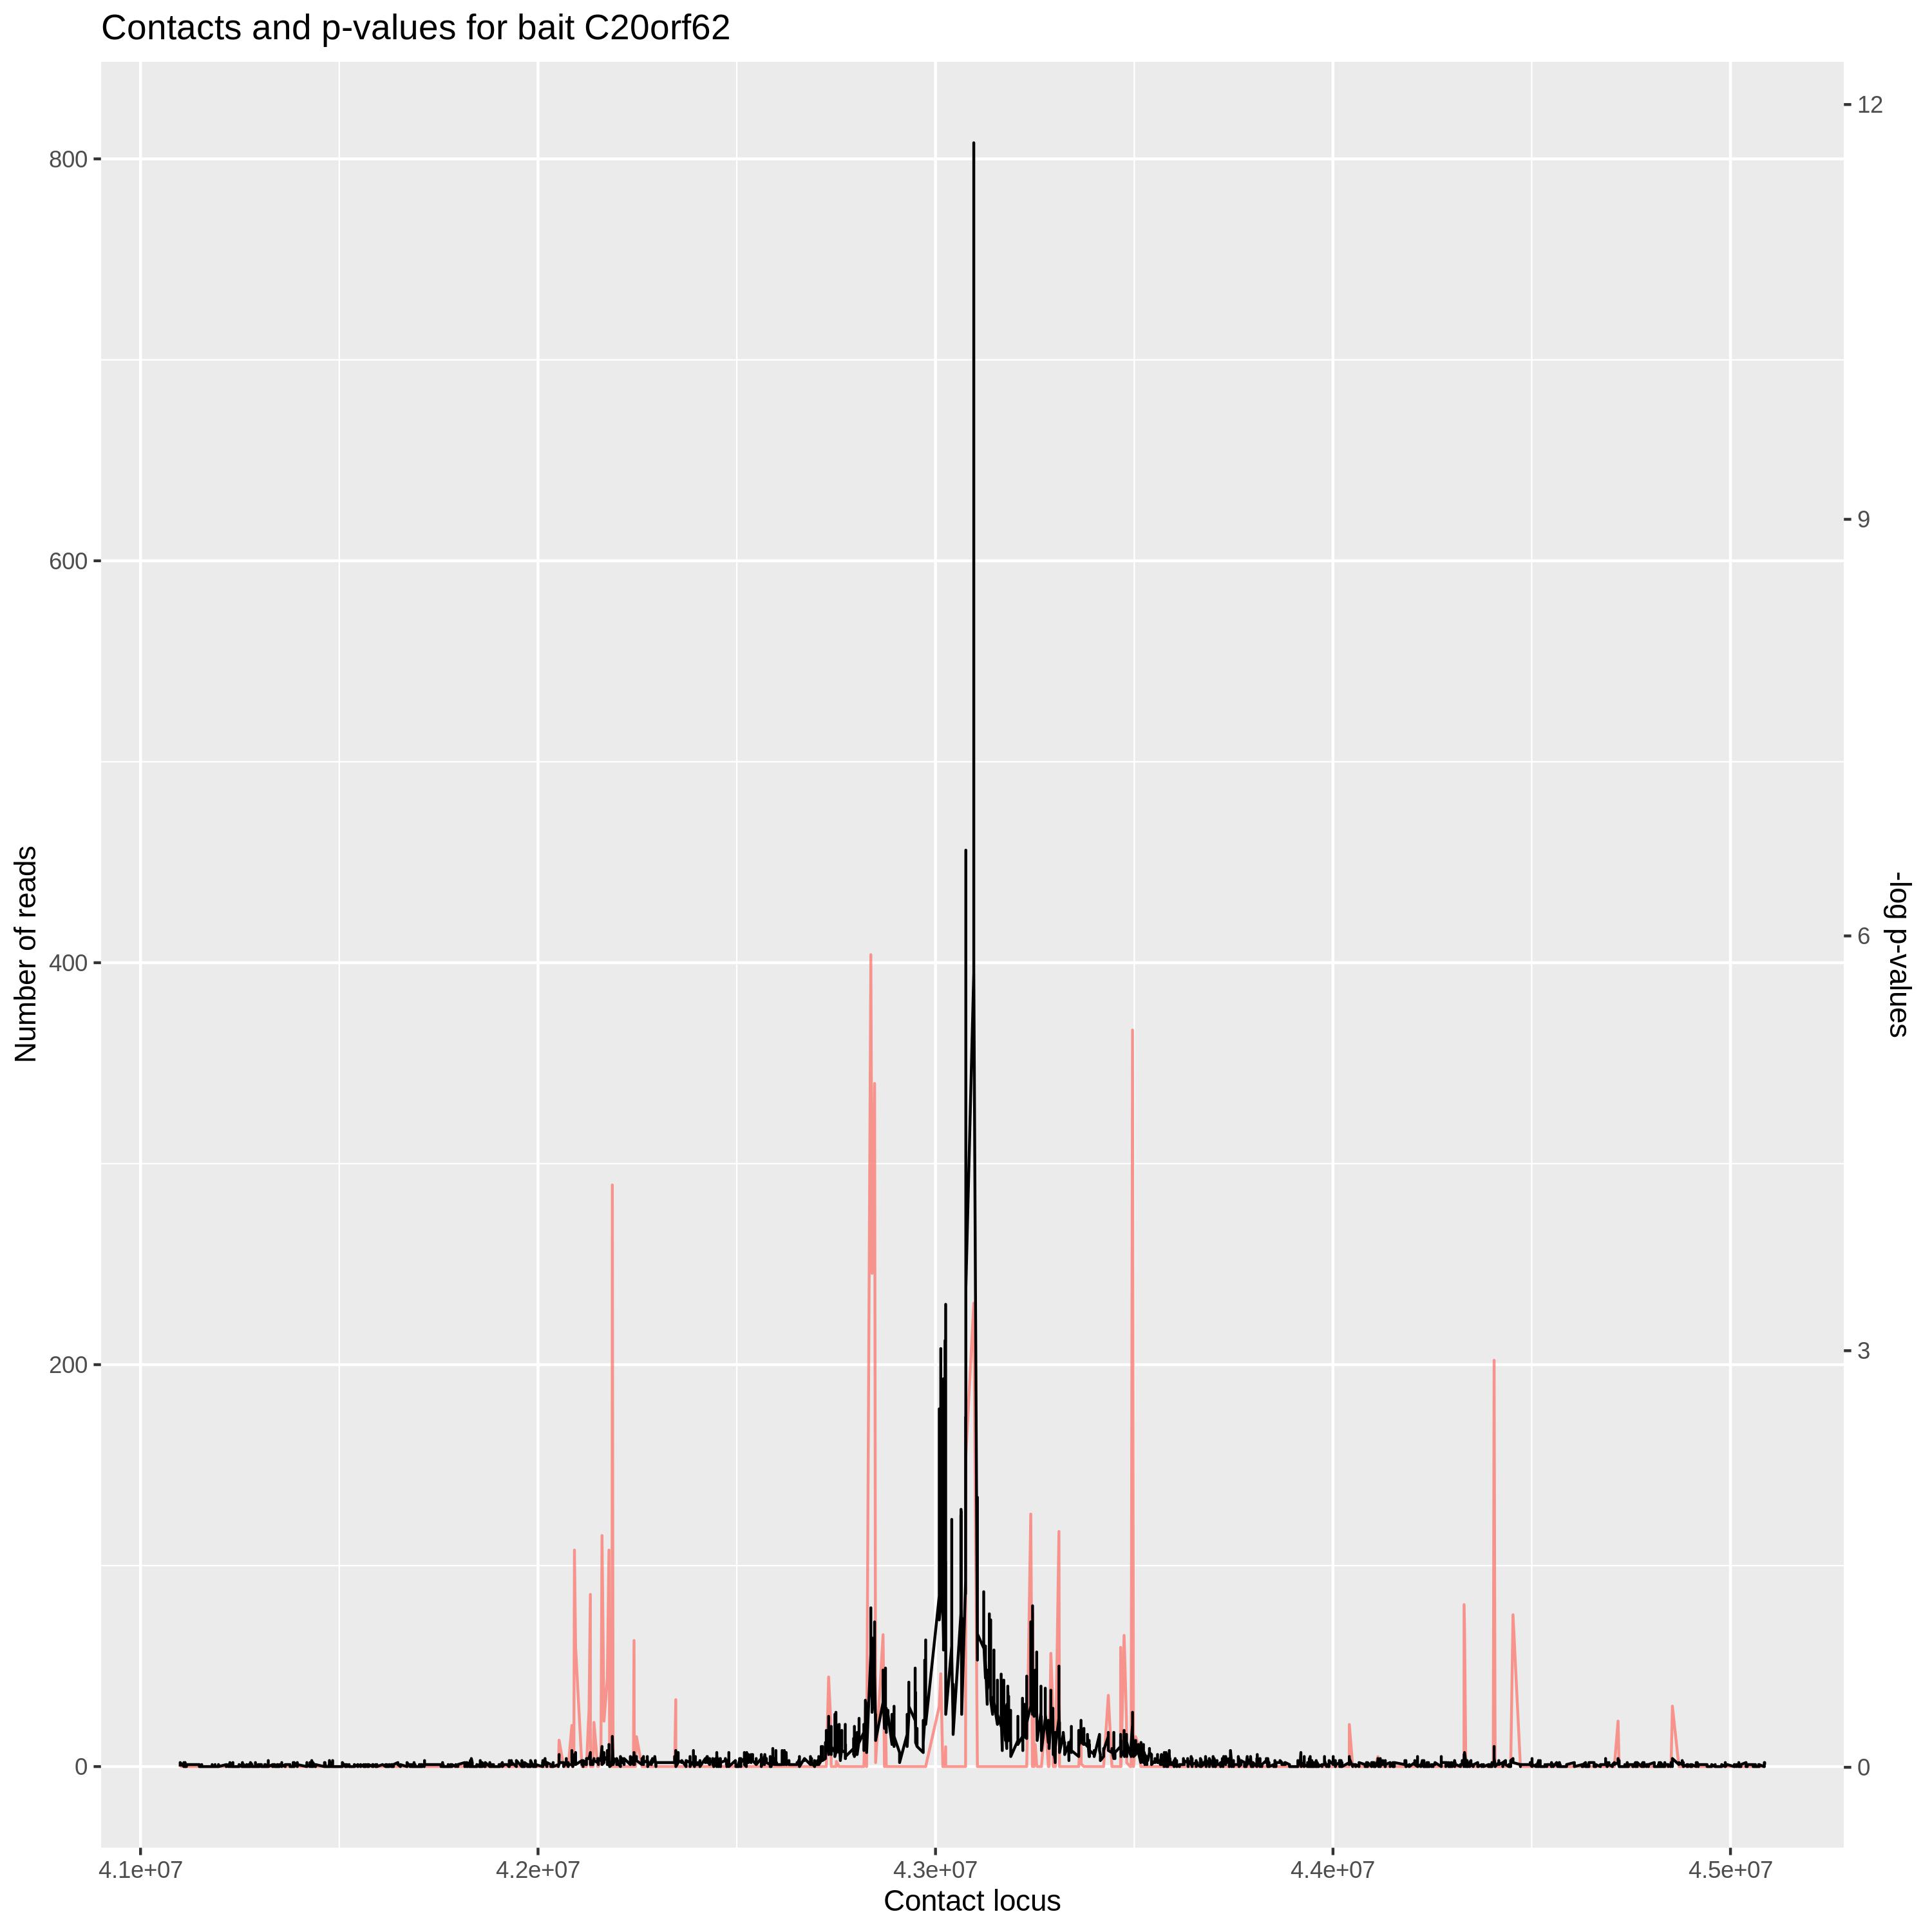 Contacts and p-values for bait C20orf62
12
800
9
600
Number of reads
-log p-values
6
400
3
200
0
0
4.1e+07
4.2e+07
4.3e+07
4.4e+07
4.5e+07
Contact locus